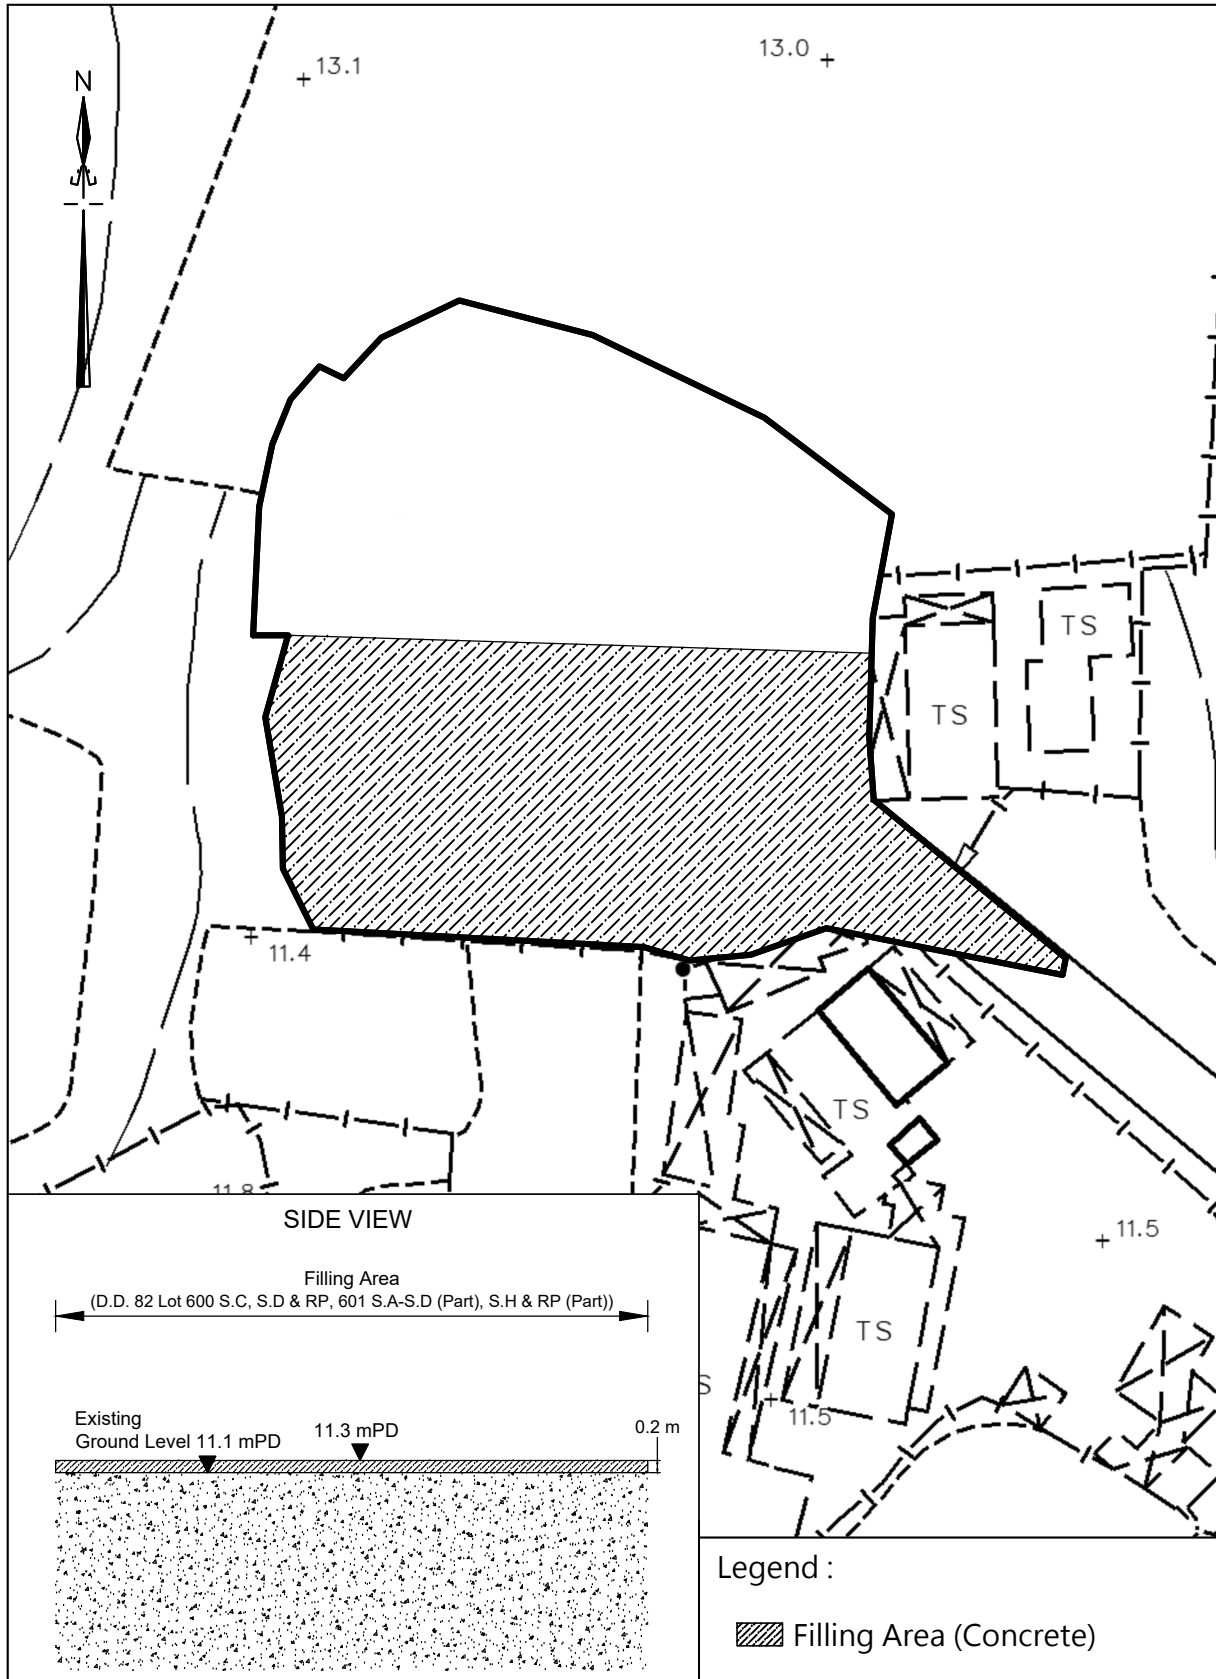 13.1
13.0
N
TS
TS
11.4
TS
11.8
11.5
TS
S
11.5
SIDE VIEW
Filling Area
(D.D. 82 Lot 600 S.C, S.D & RP, 601 S.A-S.D (Part), S.H & RP (Part))
Existing
Ground Level 11.1 mPD
11.3 mPD
0.2 m
Legend :
Filling Area (Concrete)